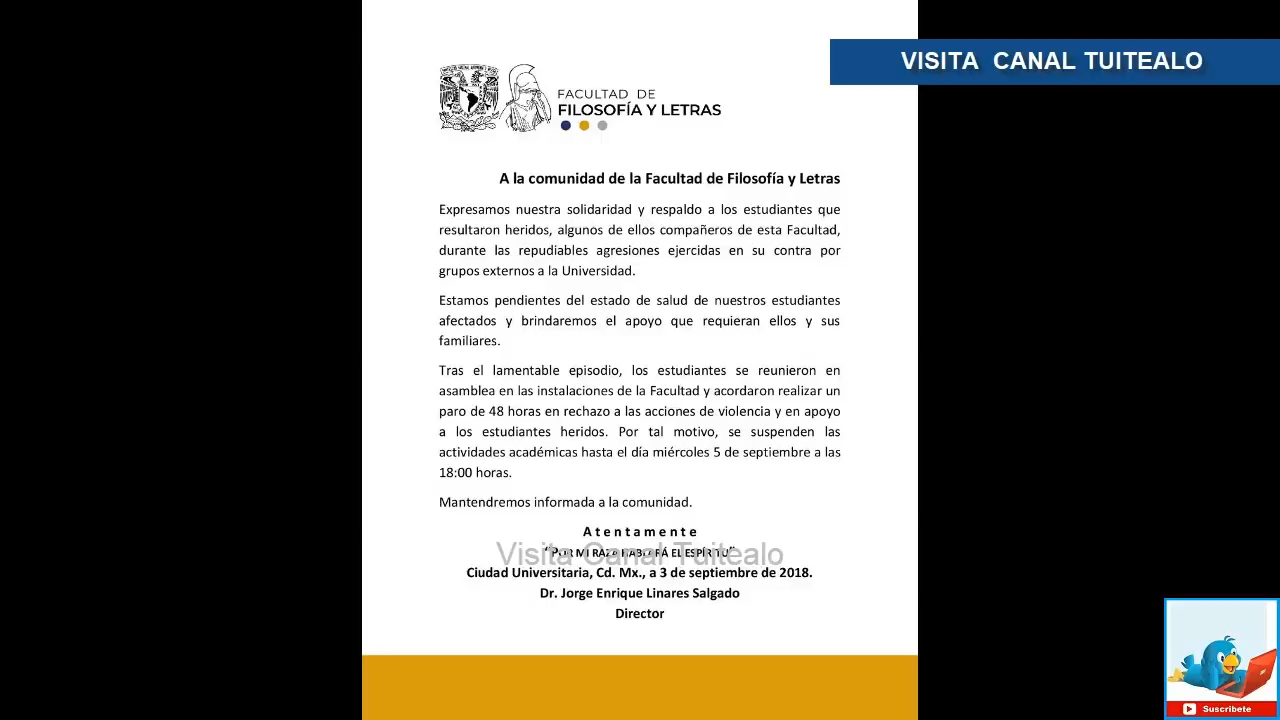 VISITA CANAL TUITEALO
FACULTAD DE
FILOSOFÍA Y LETRAS
A la comunidad de la Facultad de Filosofía y Letras
Expresamos nuestra solidaridad y respaldo a los estudiantes que
resultaron heridos, algunos de ellos compañeros de esta Facultad,
durante las repudiables agresiones ejercidas en su contra por
grupos externos a la Universidad.
Estamos pendientes del estado de salud de nuestros estudiantes
afectados y brindaremos el apoyo que requieran ellos y sus
familiares.
Tras el lamentable episodio, los estudiantes se reunieron en
asamblea en las instalaciones de la Facultad y acordaron realizar un
paro de 48 horas en rechazo a las acciones de violencia y en apoyo
a los estudiantes heridos. Por tal motivo, se suspenden las
actividades académicas hasta el día miércoles 5 de septiembre a las
18:00 horas.
Mantendremos informada a la comunidad.
Atentamente
"POR MI RAZA HABLARÁ EL ESPÍRITU"
Visita Canal Tuitealo
Ciudad Universitaria, Cd. Mx., a 3 de septiembre de 2018.
Dr. Jorge Enrique Linares Salgado
Director
Suscribete